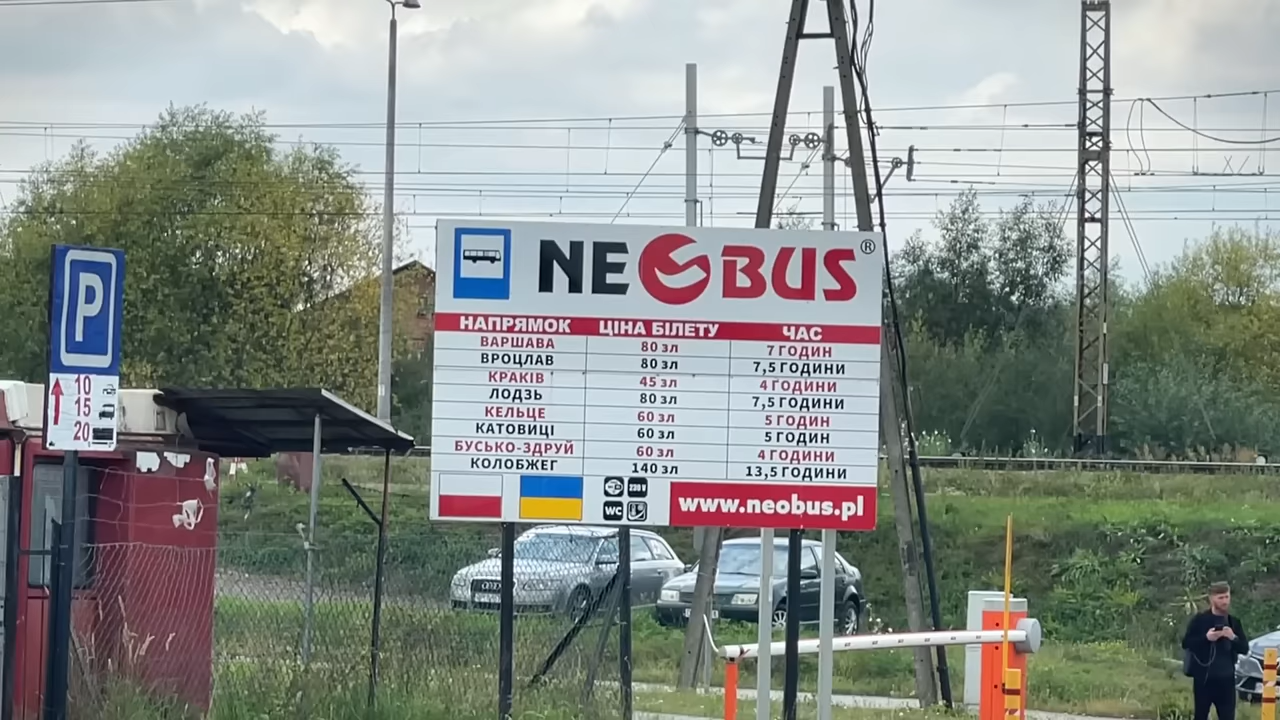 NEOBUS®
НАПРЯМОК ЦІНА БІЛЕТУ ЧАС
ВАРШАВА 80 зл 7 ГОДИН
ВРОЦЛАВ 80 зл 7,5 ГОДИНИ
КРАКІВ 45 зл 4 ГОДИНИ
ЛОДЗЬ 80 зл 7,5 ГОДИНИ
КЕЛЬЦЕ 60 зл 5 ГОДИН
КАТОВИЦІ 60 зл 5 ГОДИН
БУСЬКО-ЗДРУЙ 60 зл 4 ГОДИНИ
КОЛОБЖЕГ 140 зл 13,5 ГОДИНИ
230 V
WC
www.neobus.pl
P
10
15
20